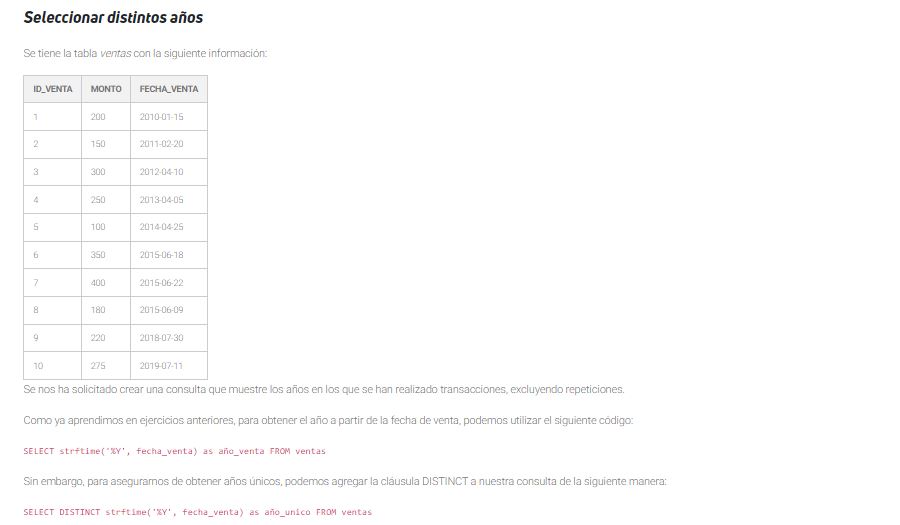 Seleccionar distintos años
Se tiene la tabla ventas con la siguiente información:
ID_VENTA MONTO FECHA_VENTA
1 200 2010-01-15
2 150 2011-02-20
3 300 2012-04-10
4 250 2013-04-05
5 100 2014-04-25
6 350 2015-06-18
7 400 2015-06-22
8 180 2015-06-09
9 220 2018-07-30
10 275 2019-07-11
Se nos ha solicitado crear una consulta que muestre los años en los que se han realizado transacciones, excluyendo repeticiones.
Como ya aprendimos en ejercicios anteriores, para obtener el año a partir de la fecha de venta, podemos utilizar el siguiente código:
SELECT strftime('%Y', fecha_venta) as año_venta FROM ventas
Sin embargo, para asegurarnos de obtener años únicos, podemos agregar la cláusula DISTINCT a nuestra consulta de la siguiente manera:
SELECT DISTINCT strftime('%Y', fecha_venta) as año_unico FROM ventas